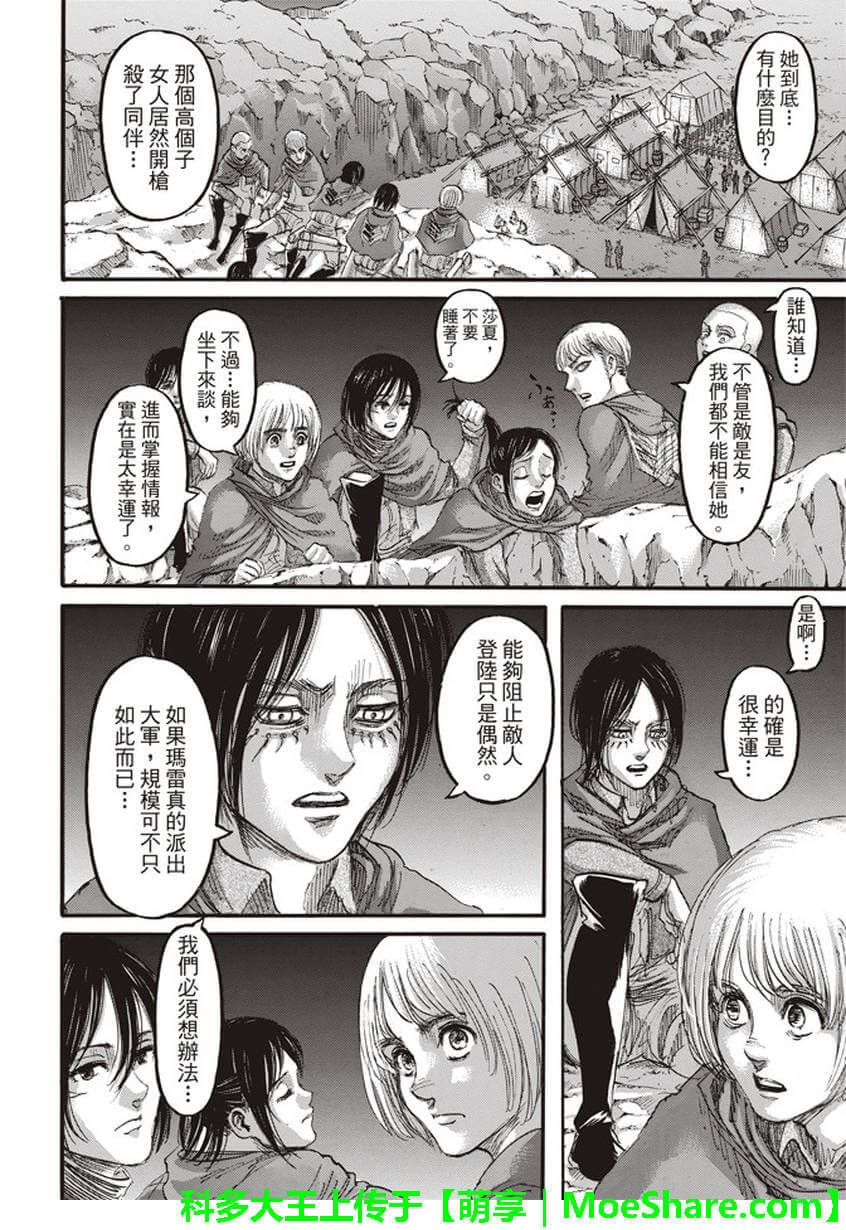 她到底⋯
有什麼目的？
那個高個子
女人居然開槍
殺了同伴⋯
誰知道⋯
不管是敵是友，
我們都不能相信她。
莎夏，
不要
睡著了。
ふぁ⋯
不過⋯能夠
坐下來談，
進而掌握情報，
實在是太幸運了。
是啊⋯
的確是
很幸運⋯
能夠阻止敵人
登陸只是偶然。
如果瑪雷真的派出
大軍，規模可不只
如此而已⋯
我們必須想辦法⋯
科多大王上传于【萌享｜MoeShare.com】